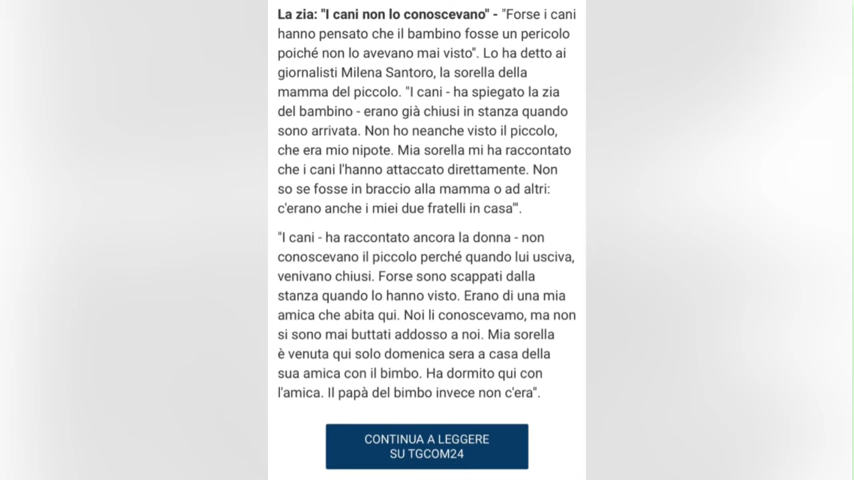 La zia: "I cani non lo conoscevano" - "Forse i cani
hanno pensato che il bambino fosse un pericolo
poiché non lo avevano mai visto". Lo ha detto ai
giornalisti Milena Santoro, la sorella della
mamma del piccolo. "I cani - ha spiegato la zia
del bambino - erano già chiusi in stanza quando
sono arrivata. Non ho neanche visto il piccolo,
che era mio nipote. Mia sorella mi ha raccontato
che i cani l'hanno attaccato direttamente. Non
so se fosse in braccio alla mamma o ad altri:
c'erano anche i miei due fratelli in casa'".
"I cani - ha raccontato ancora la donna - non
conoscevano il piccolo perché quando lui usciva,
venivano chiusi. Forse sono scappati dalla
stanza quando lo hanno visto. Erano di una mia
amica che abita qui. Noi li conoscevamo, ma non
si sono mai buttati addosso a noi. Mia sorella
è venuta qui solo domenica sera a casa della
sua amica con il bimbo. Ha dormito qui con
l'amica. Il papà del bimbo invece non c'era".
CONTINUA A LEGGERE
SU TGCOM24